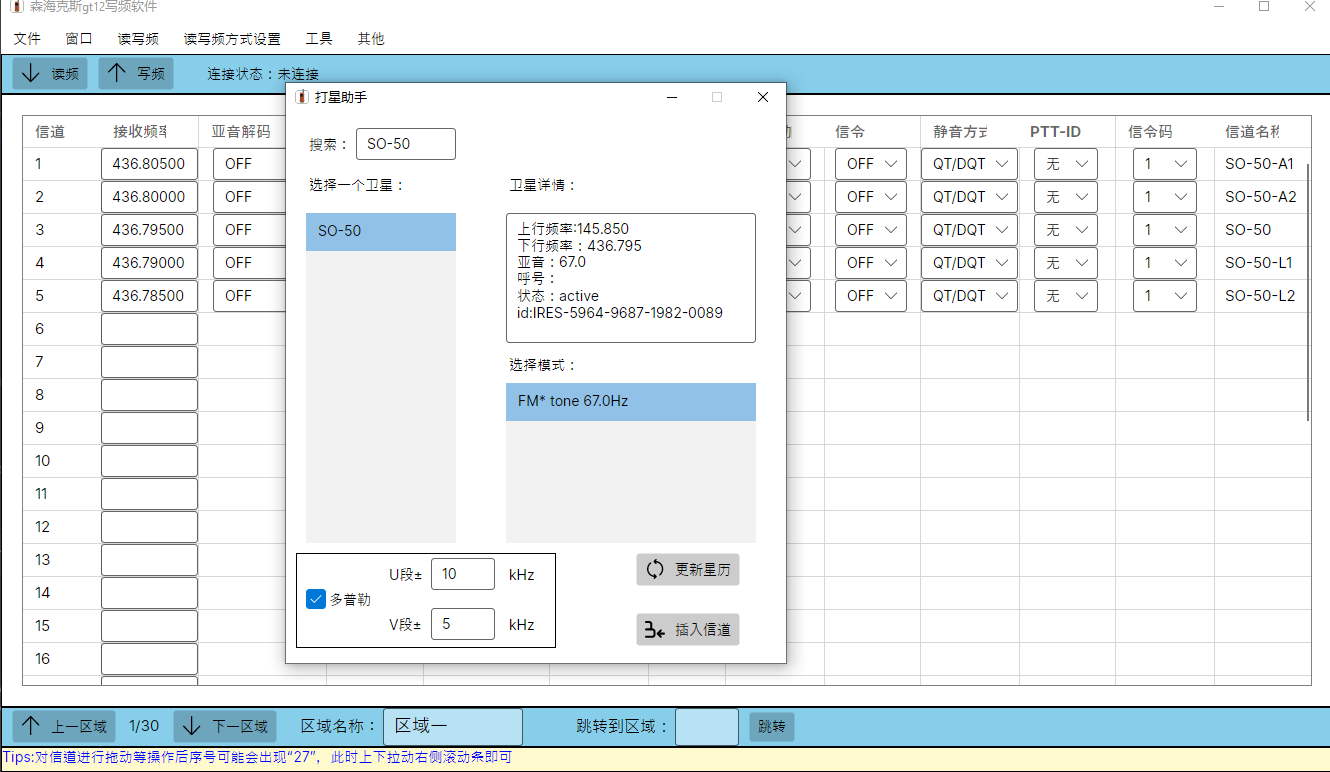 森海克斯gt12写频软件
文件 窗口 读写频 读写频方式设置 工具 其他
读频 写频 连接状态：未连接
打星助手
搜索： SO-50
选择一个卫星：
SO-50
卫星详情：
上行频率:145.850
下行频率：436.795
亚音：67.0
呼号：
状态：active
id:IRES-5964-9687-1982-0089
选择模式：
FM* tone 67.0Hz
U段± 10 kHz
多普勒
V段± 5 kHz
更新星历
插入信道
信道 接收频率 亚音解码 信令 静音方式 PTT-ID 信令码 信道名称
1 436.80500 OFF OFF QT/DQT 无 1 SO-50-A1
2 436.80000 OFF OFF QT/DQT 无 1 SO-50-A2
3 436.79500 OFF OFF QT/DQT 无 1 SO-50
4 436.79000 OFF OFF QT/DQT 无 1 SO-50-L1
5 436.78500 OFF OFF QT/DQT 无 1 SO-50-L2
6
7
8
9
10
11
12
13
14
15
16
上一区域 1/30 下一区域 区域名称： 区域一 跳转到区域： 跳转
Tips:对信道进行拖动等操作后序号可能会出现“27”，此时上下拉动右侧滚动条即可